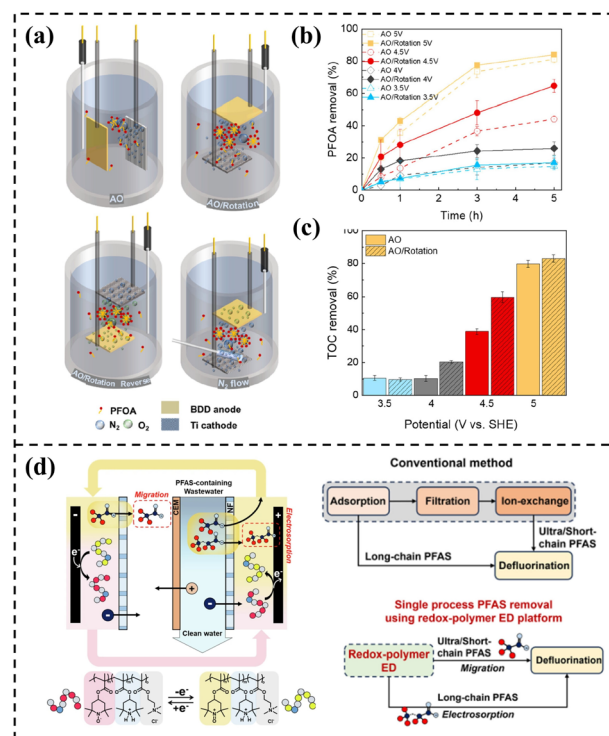 (a)
AO
AO/Rotation
AO/Rotation Reverse
N₂ flow
PFOA
BDD anode
N₂
O₂
Ti cathode
(b)
PFOA removal (%)
100
80
60
40
20
0
AO 5V
AO/Rotation 5V
AO 4.5V
AO/Rotation 4.5V
AO 4V
AO/Rotation 4V
AO 3.5V
AO/Rotation 3.5V
0 1 2 3 4 5
Time (h)
(c)
TOC removal (%)
100
80
60
40
20
0
AO
AO/Rotation
3.5 4 4.5 5
Potential (V vs. SHE)
(d)
Migration
PFAS-containing
Wastewater
CEM
NF
Electrosorption
-
+
e⁻
e⁻
+
-
-
Clean water
-e⁻
+e⁻
Cl⁻
Cl⁻
Conventional method
Adsorption
Filtration
Ion-exchange
Long-chain PFAS
Ultra/Short-
chain PFAS
Defluorination
Single process PFAS removal
using redox-polymer ED platform
Redox-polymer
ED
Ultra/Short-
chain PFAS
Migration
Defluorination
Long-chain PFAS
Electrosorption